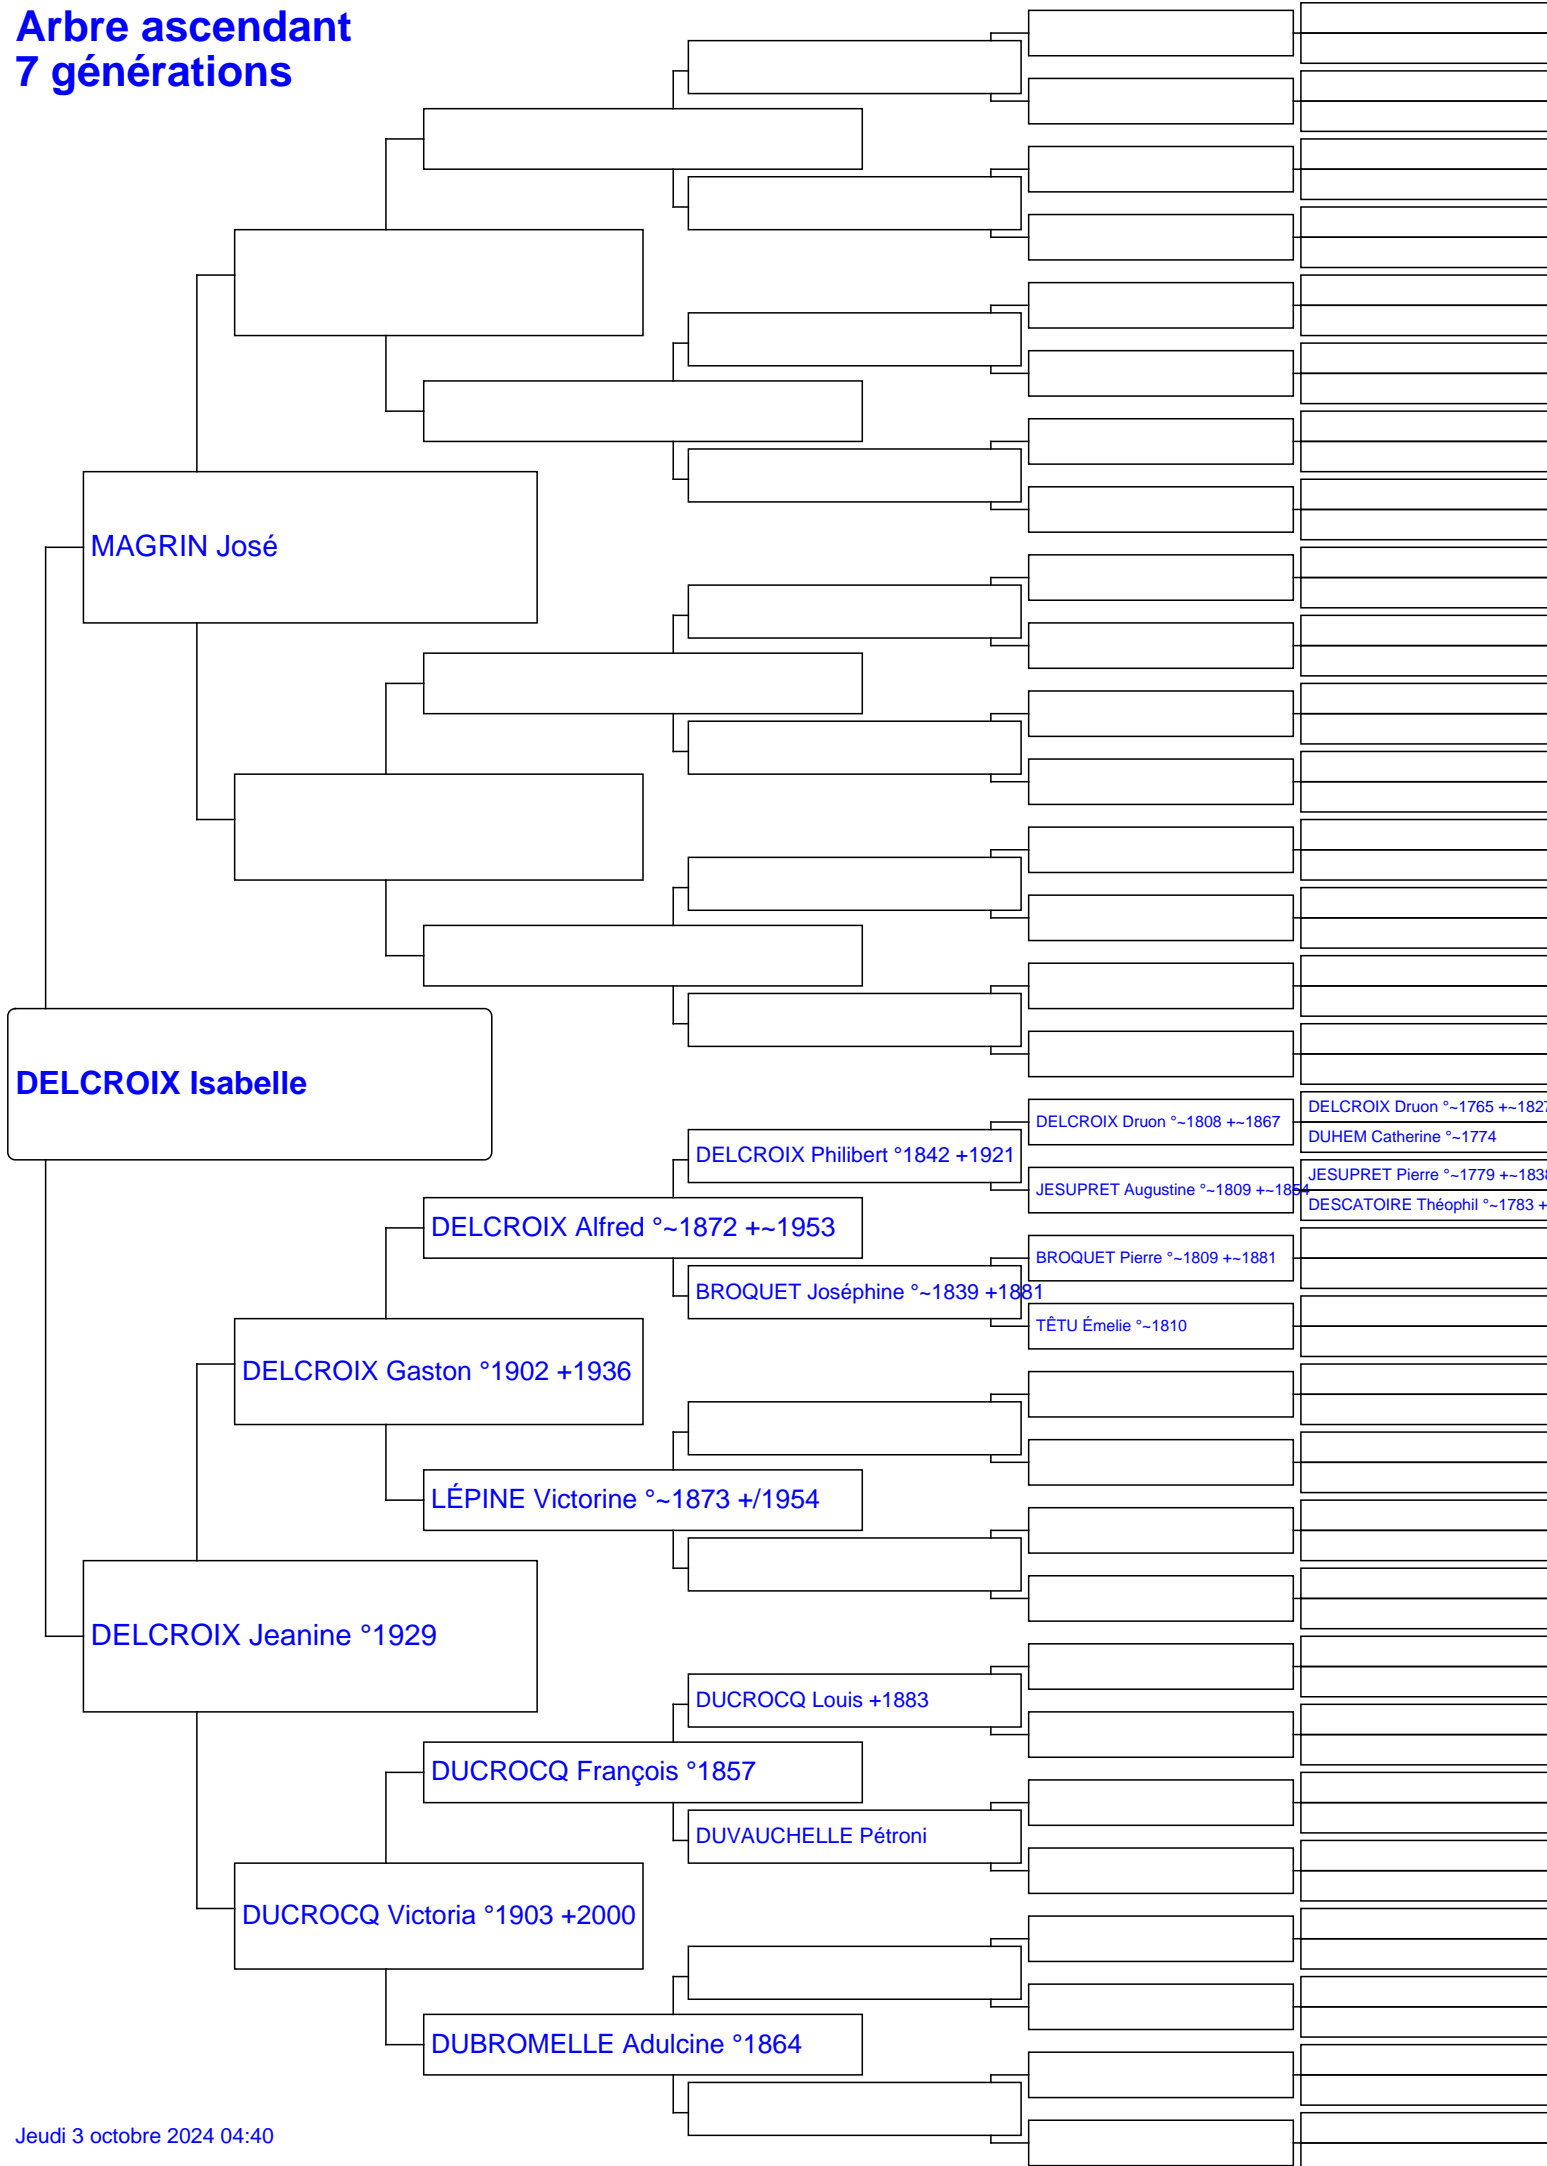 Arbre ascendant
7 générations
MAGRIN José
DELCROIX Isabelle
DELCROIX Druon °~1765 +~1827
DELCROIX Druon °~1808 +~1867
DUHEM Catherine °~1774
DELCROIX Philibert °1842 +1921
JESUPRET Pierre °~1779 +~1838
JESUPRET Augustine °~1809 +~1854
DESCATOIRE Théophil °~1783 +
DELCROIX Alfred °~1872 +~1953
BROQUET Pierre °~1809 +~1881
BROQUET Joséphine °~1839 +1881
TÊTU Émelie °~1810
DELCROIX Gaston °1902 +1936
LÉPINE Victorine °~1873 +/1954
DELCROIX Jeanine °1929
DUCROCQ Louis +1883
DUCROCQ François °1857
DUVAUCHELLE Pétroni
DUCROCQ Victoria °1903 +2000
DUBROMELLE Adulcine °1864
Jeudi 3 octobre 2024 04:40